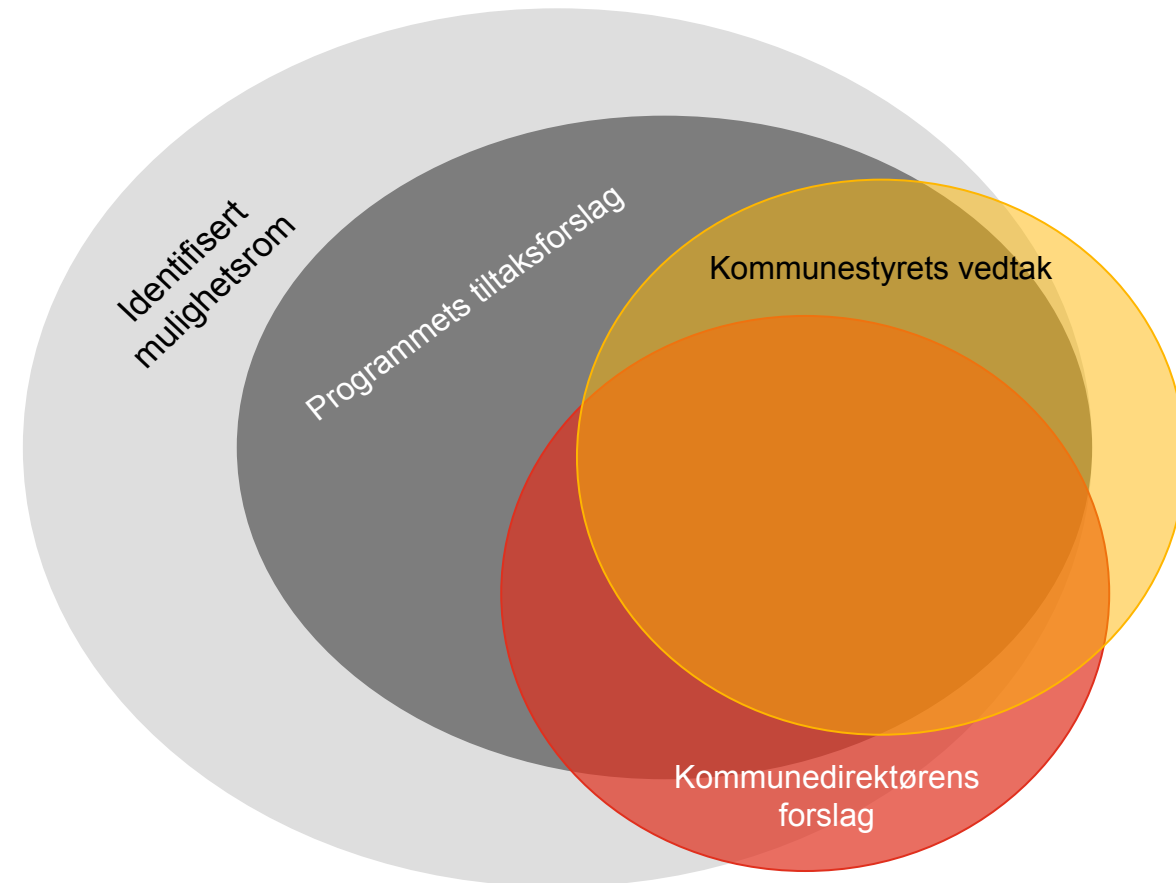 Identifisert
mulighetsrom
Programmets tiltaksforslag
Kommunestyrets vedtak
Kommunedirektørens
forslag